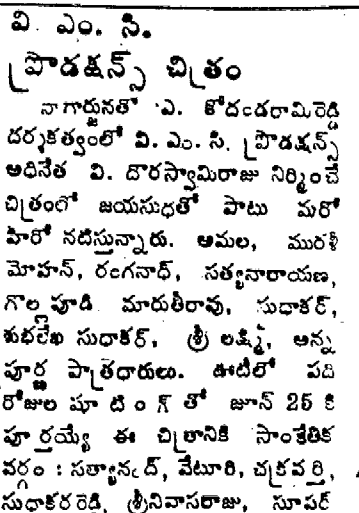 వి. ఎం. సి.
ప్రొడక్షన్స్ చిత్రం
నాగార్జునతో ఎ. కోదండరామిరెడ్డి
దర్శకత్వంలో వి. ఎం. సి. ప్రొడక్షన్స్
అధినేత వి. దొరస్వామిరాజు నిర్మించే
చిత్రంలో జయసుధతో పాటు మరో
హీరో నటిస్తున్నారు. అమల, మురళీ
మోహన్, రంగనాథ్, సత్యనారాయణ,
గొల్లపూడి మారుతీరావు, సుధాకర్,
శుభలేఖ సుధాకర్, శ్రీ లక్ష్మి, అన్న
పూర్ణ పాత్రధారులు. ఊటీలో పది
రోజుల షూటింగ్ తో జూన్ 25 కి
పూర్తయ్యే ఈ చిత్రానికి సాంకేతిక
వర్గం : సత్యానంద్, వేటూరి, చక్రవర్తి,
సుధాకరరెడ్డి, శ్రీనివాసరాజు, సూపర్